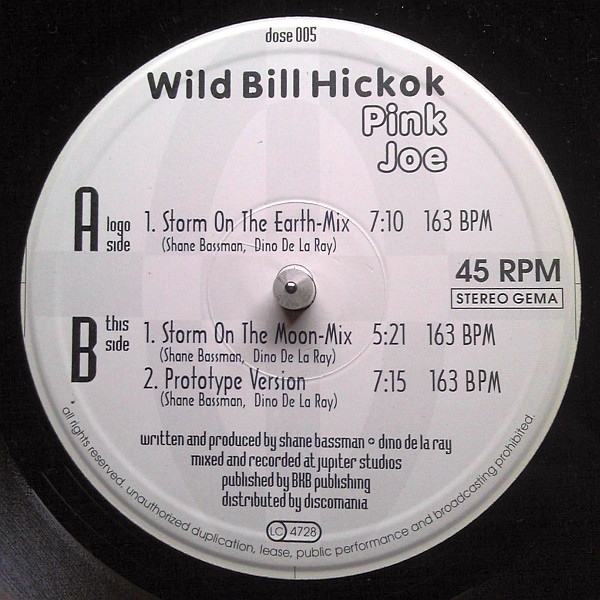 dose 005
Wild Bill Hickok
Pink
Joe
A logo side 1. Storm On The Earth-Mix 7:10 163 BPM
(Shane Bassman, Dino De La Ray)
45 RPM
STEREO GEMA
B this side 1. Storm On The Moon-Mix 5:21 163 BPM
(Shane Bassman, Dino De La Ray)
2. Prototype Version 7:15 163 BPM
(Shane Bassman, Dino De La Ray)
written and produced by shane bassman ° dino de la ray
mixed and recorded at jupiter studios
published by BXB publishing
distributed by discomania
LC 4728
all rights reserved, unauthorized duplication, lease, public performance and broadcasting prohibited.